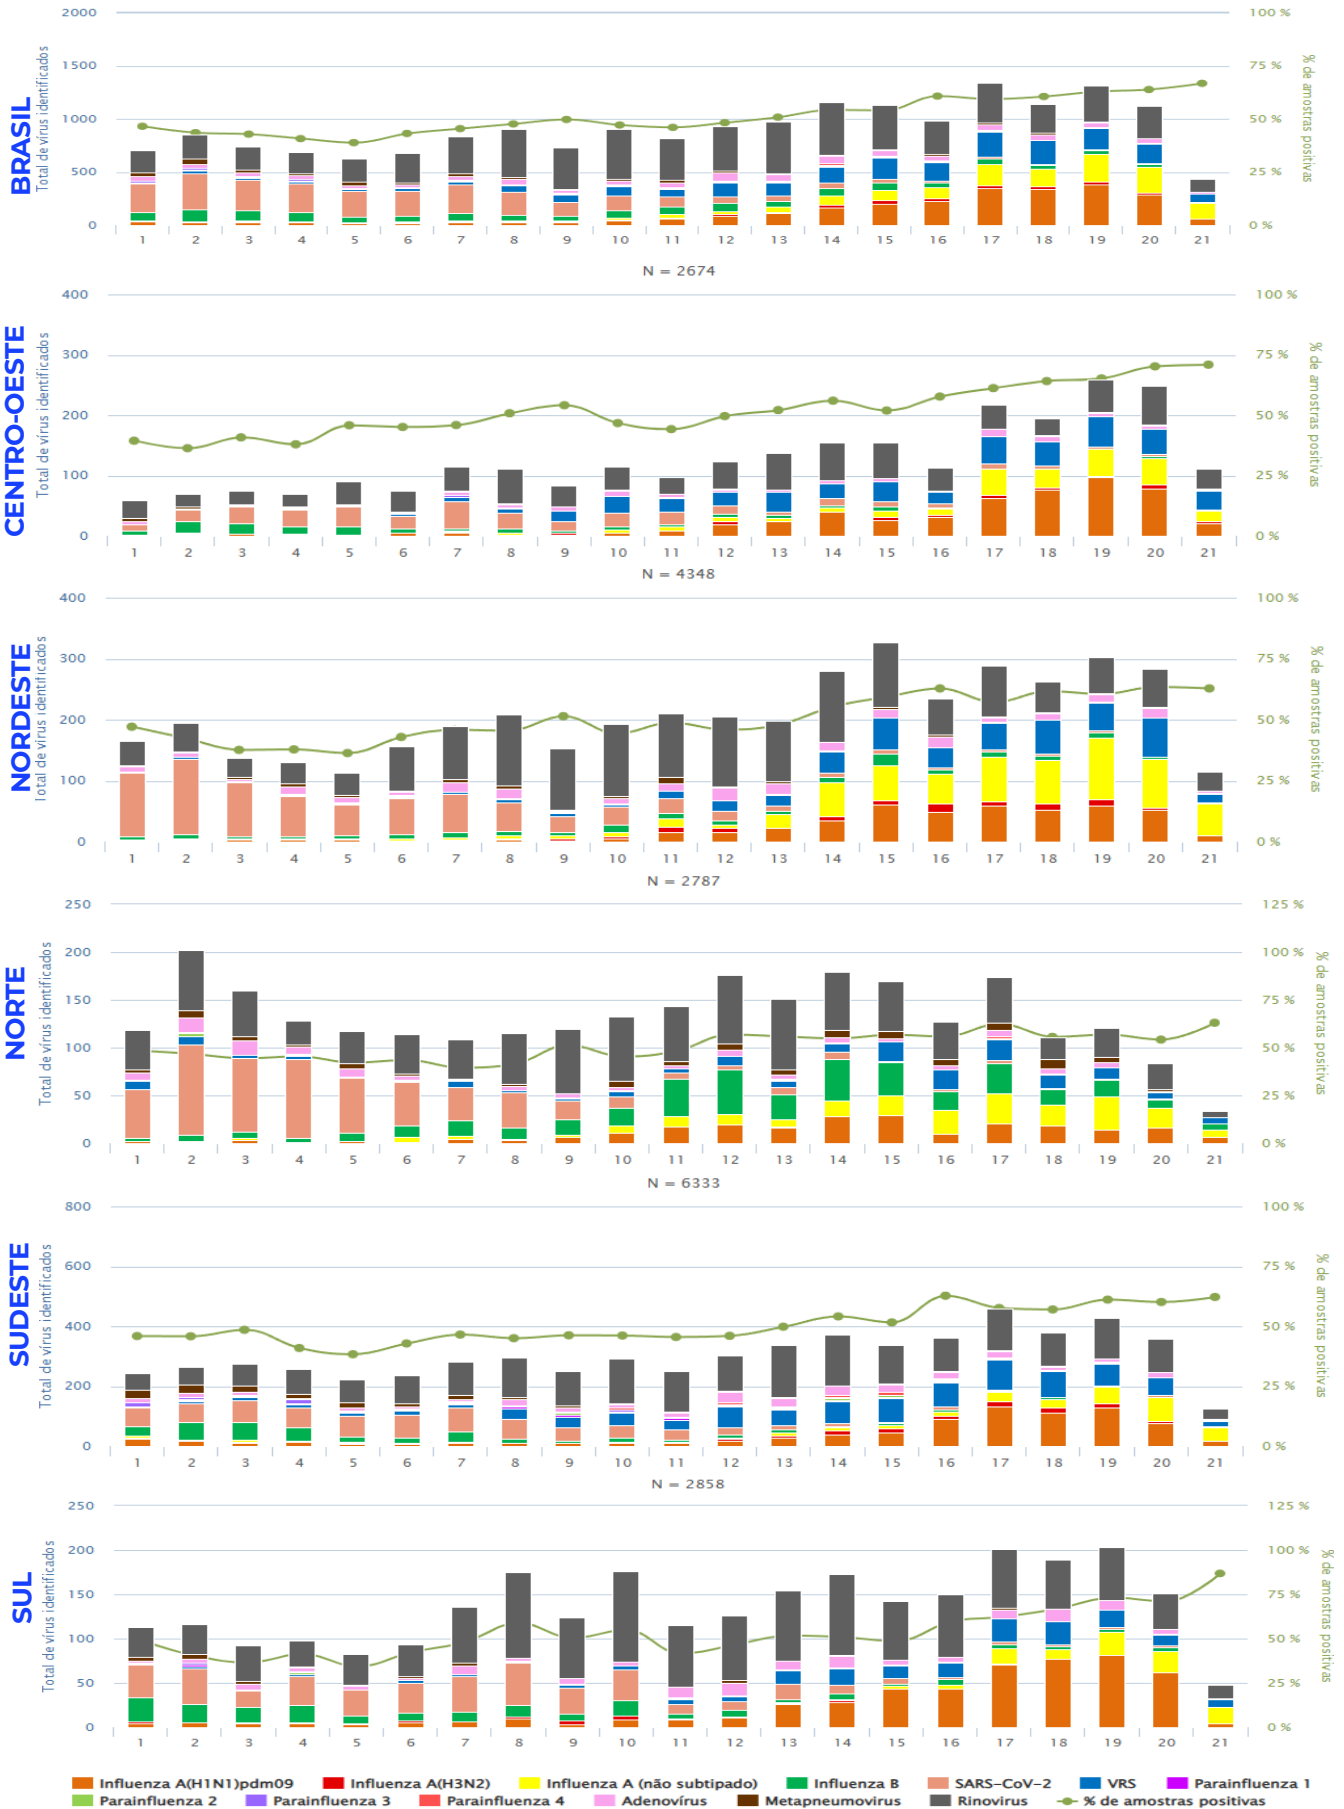 BRASIL
Total de vírus identificados
% de amostras positivas
2000 100 %
1500 75 %
1000 50 %
500 25 %
0 0 %
1 2 3 4 5 6 7 8 9 10 11 12 13 14 15 16 17 18 19 20 21
N = 2674
CENTRO-OESTE
Total de vírus identificados
% de amostras positivas
400 100 %
300 75 %
200 50 %
100 25 %
0 0 %
1 2 3 4 5 6 7 8 9 10 11 12 13 14 15 16 17 18 19 20 21
N = 4348
NORDESTE
Total de vírus identificados
% de amostras positivas
400 100 %
300 75 %
200 50 %
100 25 %
0 0 %
1 2 3 4 5 6 7 8 9 10 11 12 13 14 15 16 17 18 19 20 21
N = 2787
NORTE
Total de vírus identificados
% de amostras positivas
250 125 %
200 100 %
150 75 %
100 50 %
50 25 %
0 0 %
1 2 3 4 5 6 7 8 9 10 11 12 13 14 15 16 17 18 19 20 21
N = 6333
SUDESTE
Total de vírus identificados
% de amostras positivas
800 100 %
600 75 %
400 50 %
200 25 %
0 0 %
1 2 3 4 5 6 7 8 9 10 11 12 13 14 15 16 17 18 19 20 21
N = 2858
SUL
Total de vírus identificados
% de amostras positivas
250 125 %
200 100 %
150 75 %
100 50 %
50 25 %
0 0 %
1 2 3 4 5 6 7 8 9 10 11 12 13 14 15 16 17 18 19 20 21
Influenza A(H1N1)pdm09 Influenza A(H3N2) Influenza A (não subtipado) Influenza B SARS-CoV-2 VRS Parainfluenza 1
Parainfluenza 2 Parainfluenza 3 Parainfluenza 4 Adenovírus Metapneumovirus Rinovirus % de amostras positivas